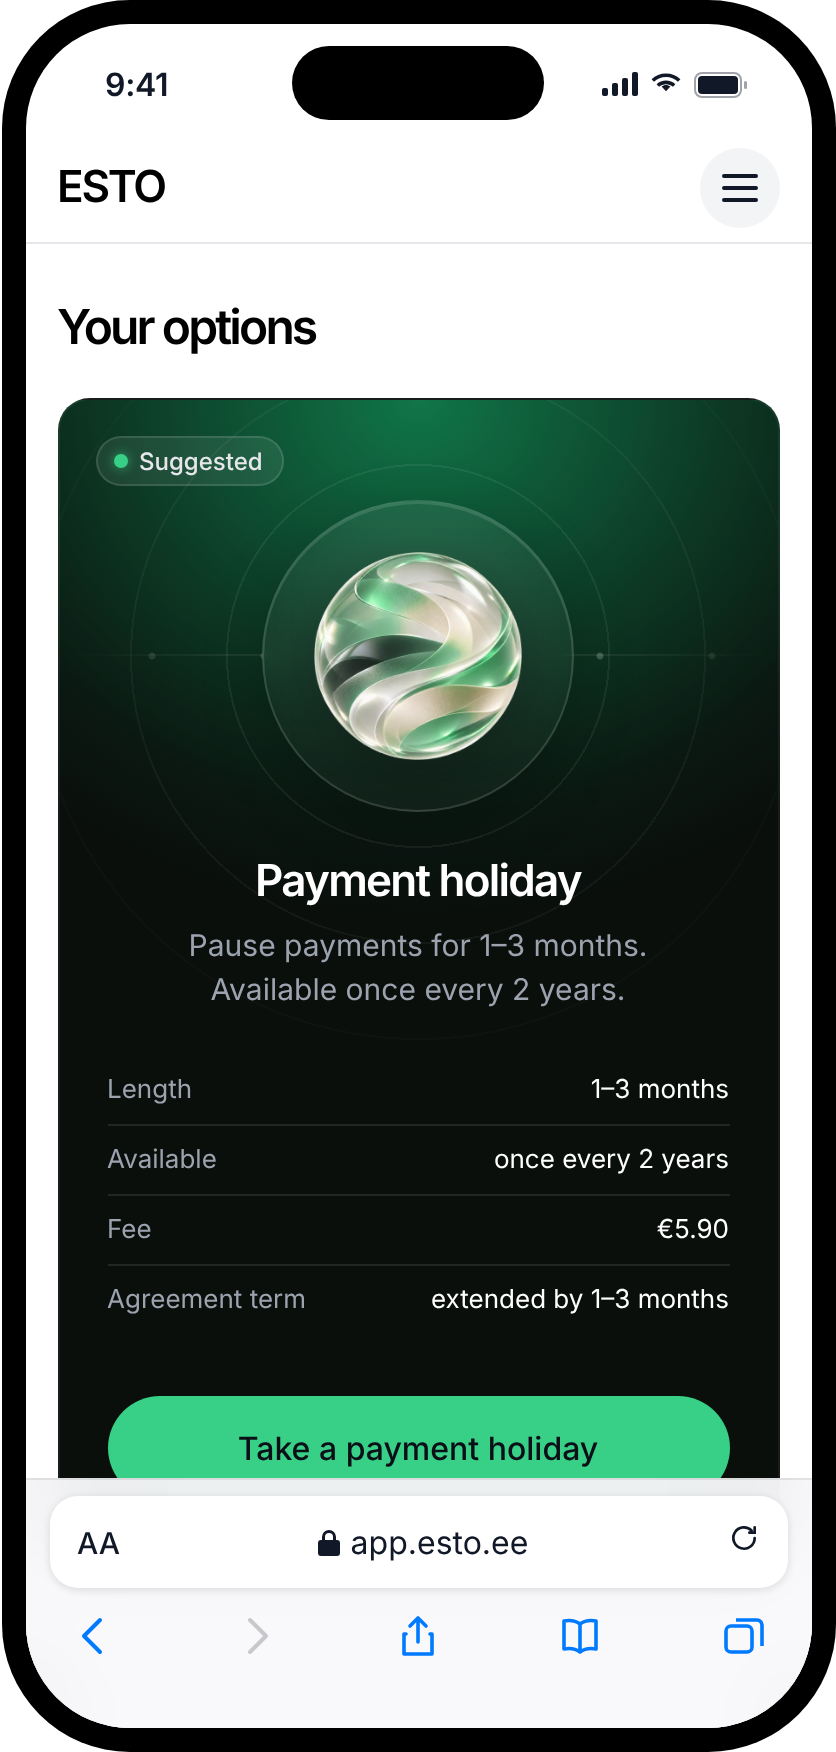 9:41
ESTO
Your options
Suggested
Payment holiday
Pause payments for 1–3 months.
Available once every 2 years.
Length 1–3 months
Available once every 2 years
Fee €5.90
Agreement term extended by 1–3 months
Take a payment holiday
AA app.esto.ee